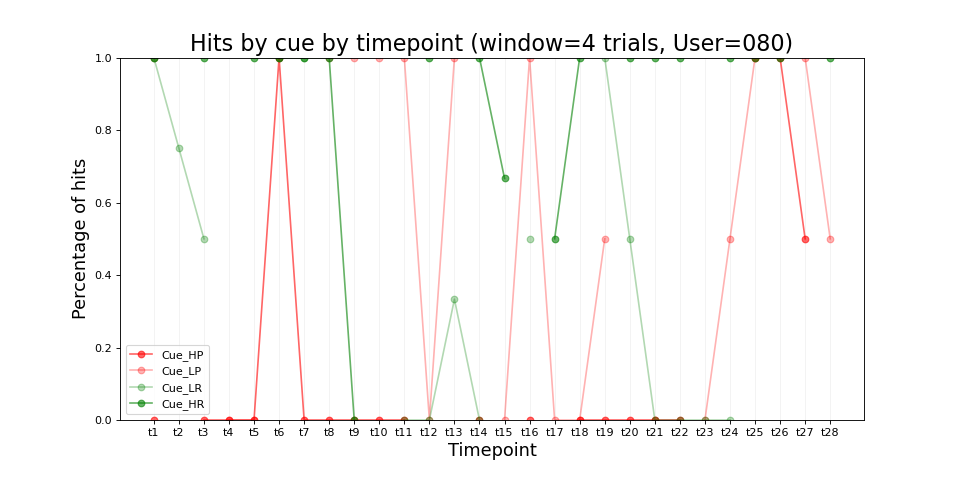 Hits by cue by timepoint (window=4 trials, User=080)
Percentage of hits
1.0
0.8
0.6
0.4
0.2
0.0
Cue_HP
Cue_LP
Cue_LR
Cue_HR
t1 t2 t3 t4 t5 t6 t7 t8 t9 t10 t11 t12 t13 t14 t15 t16 t17 t18 t19 t20 t21 t22 t23 t24 t25 t26 t27 t28
Timepoint